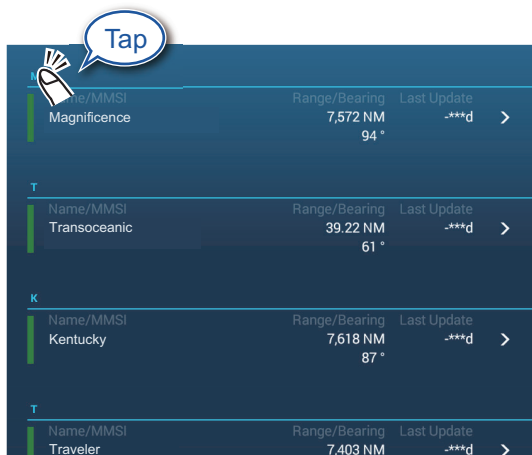 Tap
M
Name/MMSI Range/Bearing Last Update
Magnificence 7,572 NM -***d >
94 °
T
Name/MMSI Range/Bearing Last Update
Transoceanic 39.22 NM -***d >
61 °
K
Name/MMSI Range/Bearing Last Update
Kentucky 7,618 NM -***d >
87 °
T
Name/MMSI Range/Bearing Last Update
Traveler 7,403 NM -***d >